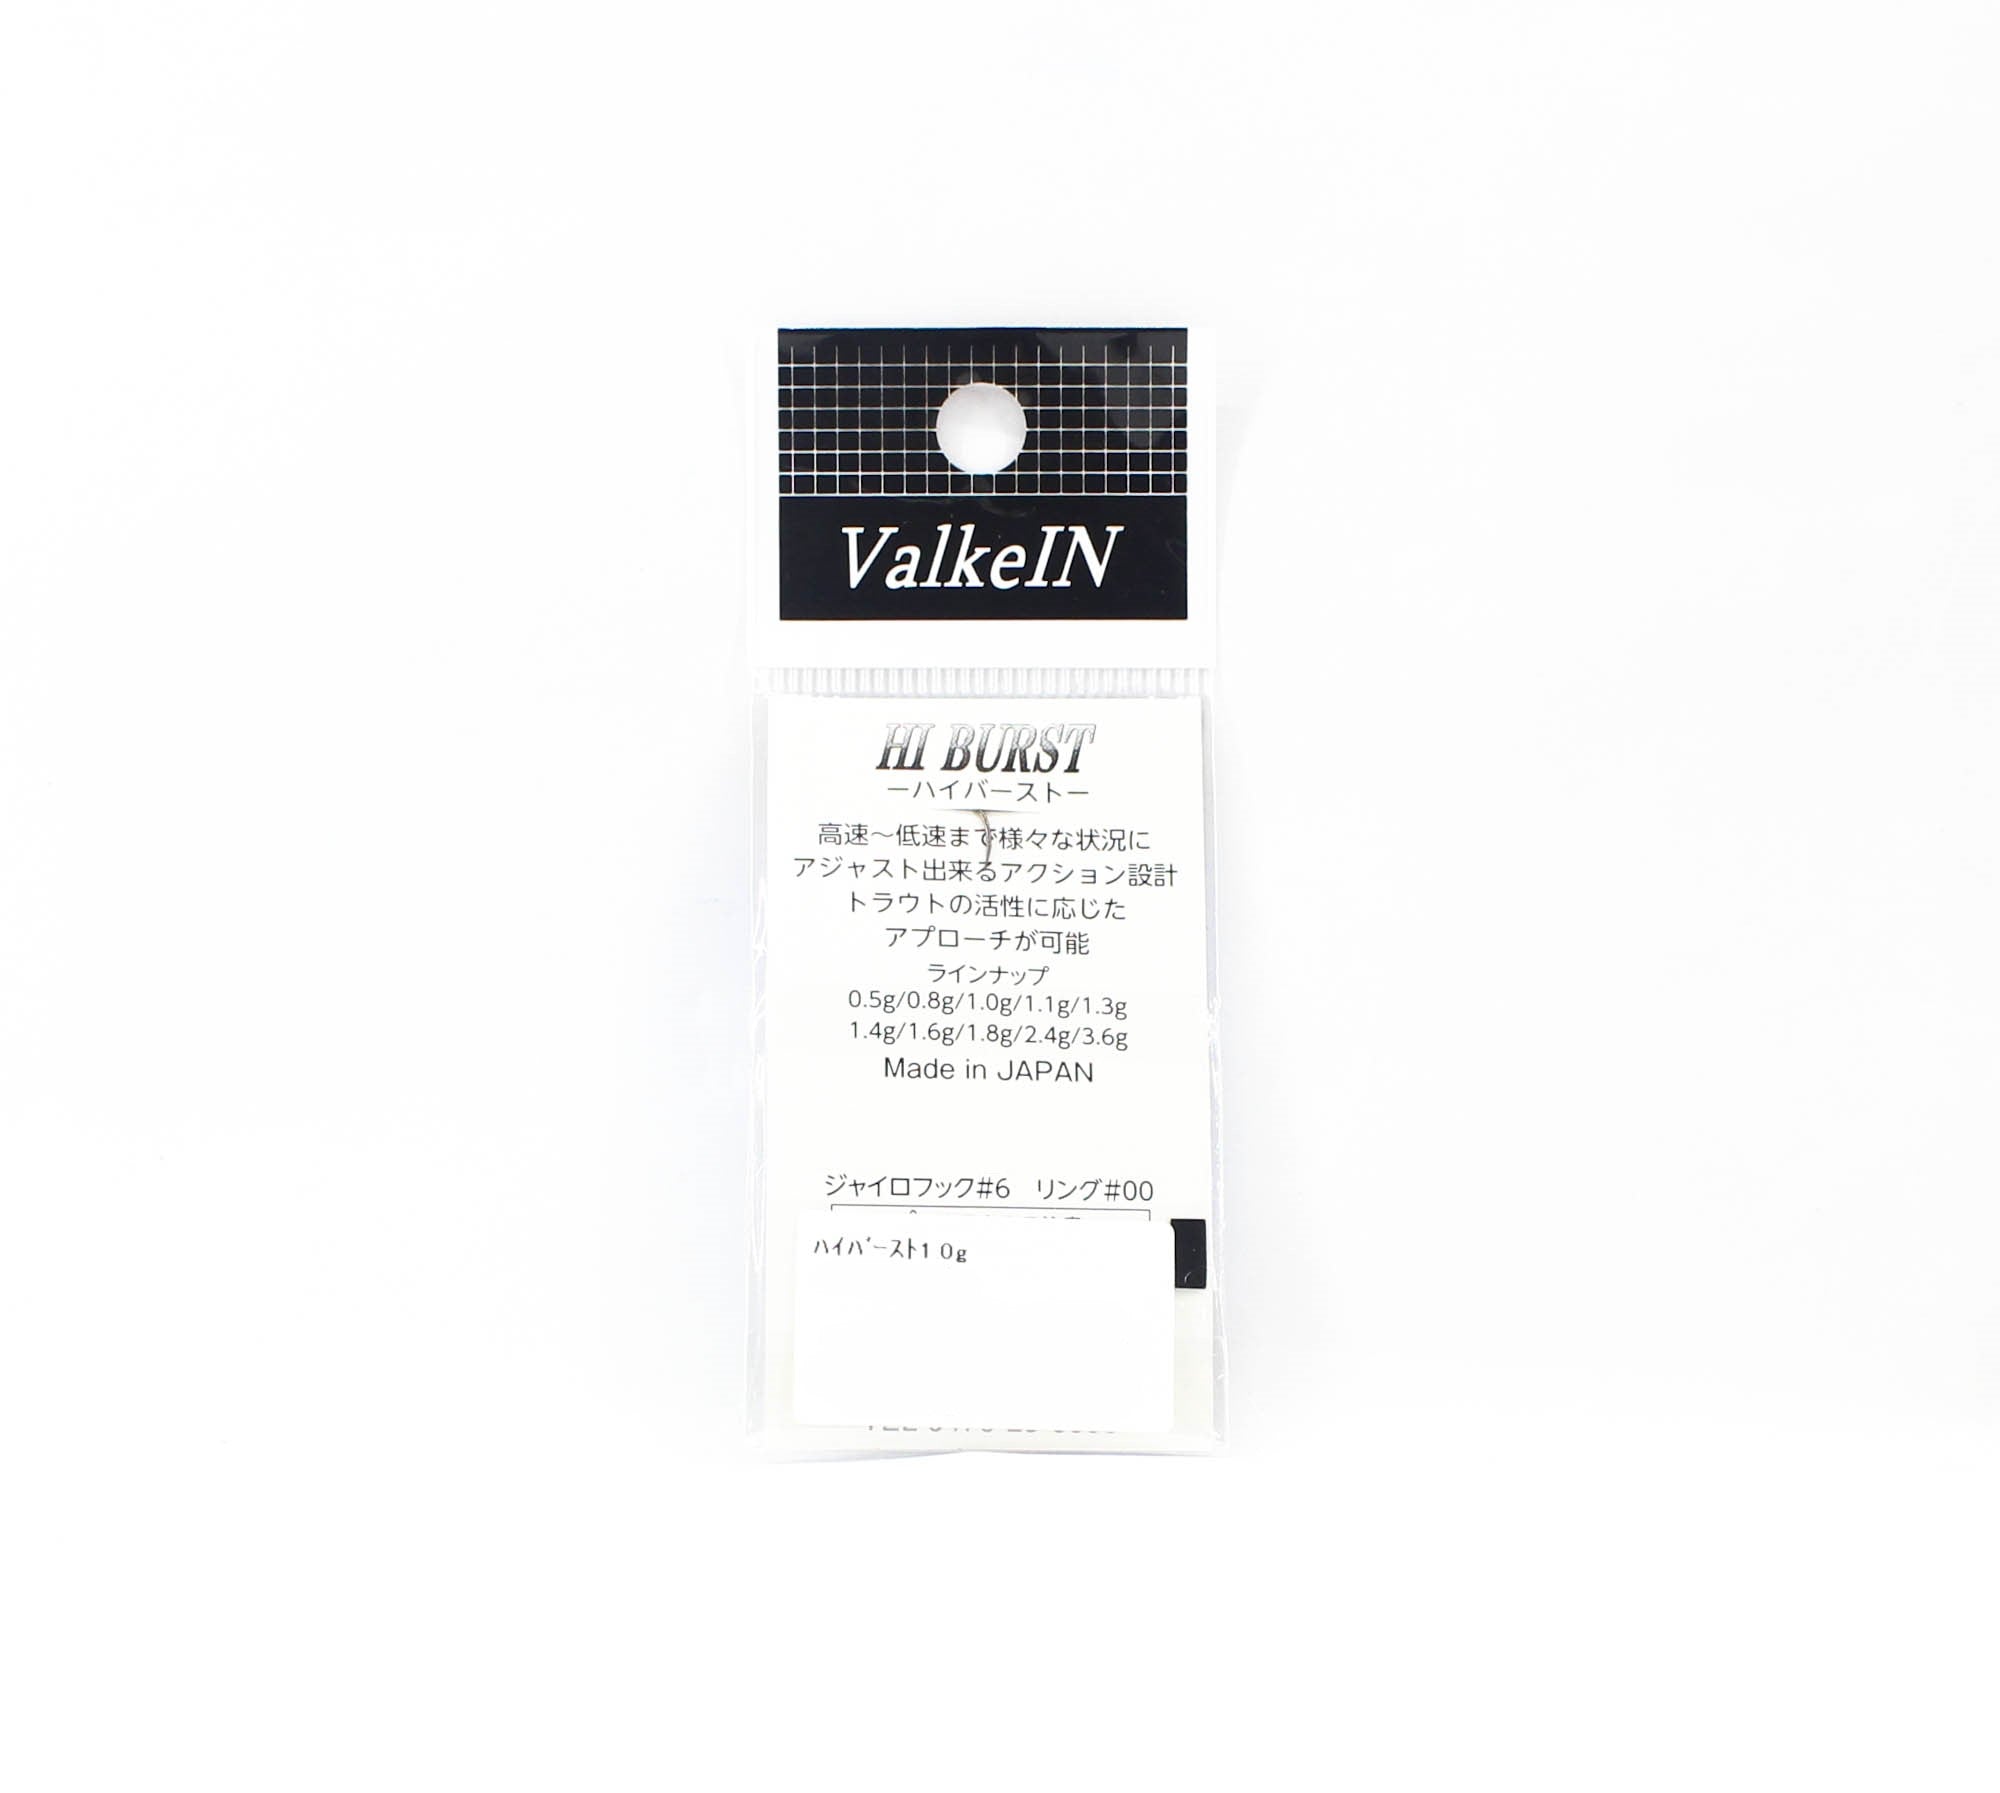 ValkeIN
HI BURST
ーハイバーストー
高速～低速まで様々な状況に
アジャスト出来るアクション設計
トラウトの活性に応じた
アプローチが可能
ラインナップ
0.5g/0.8g/1.0g/1.1g/1.3g
1.4g/1.6g/1.8g/2.4g/3.6g
Made in JAPAN
ジャイロフック#6 リング#00
ﾊｲﾊﾞｰｽﾄ1 0g